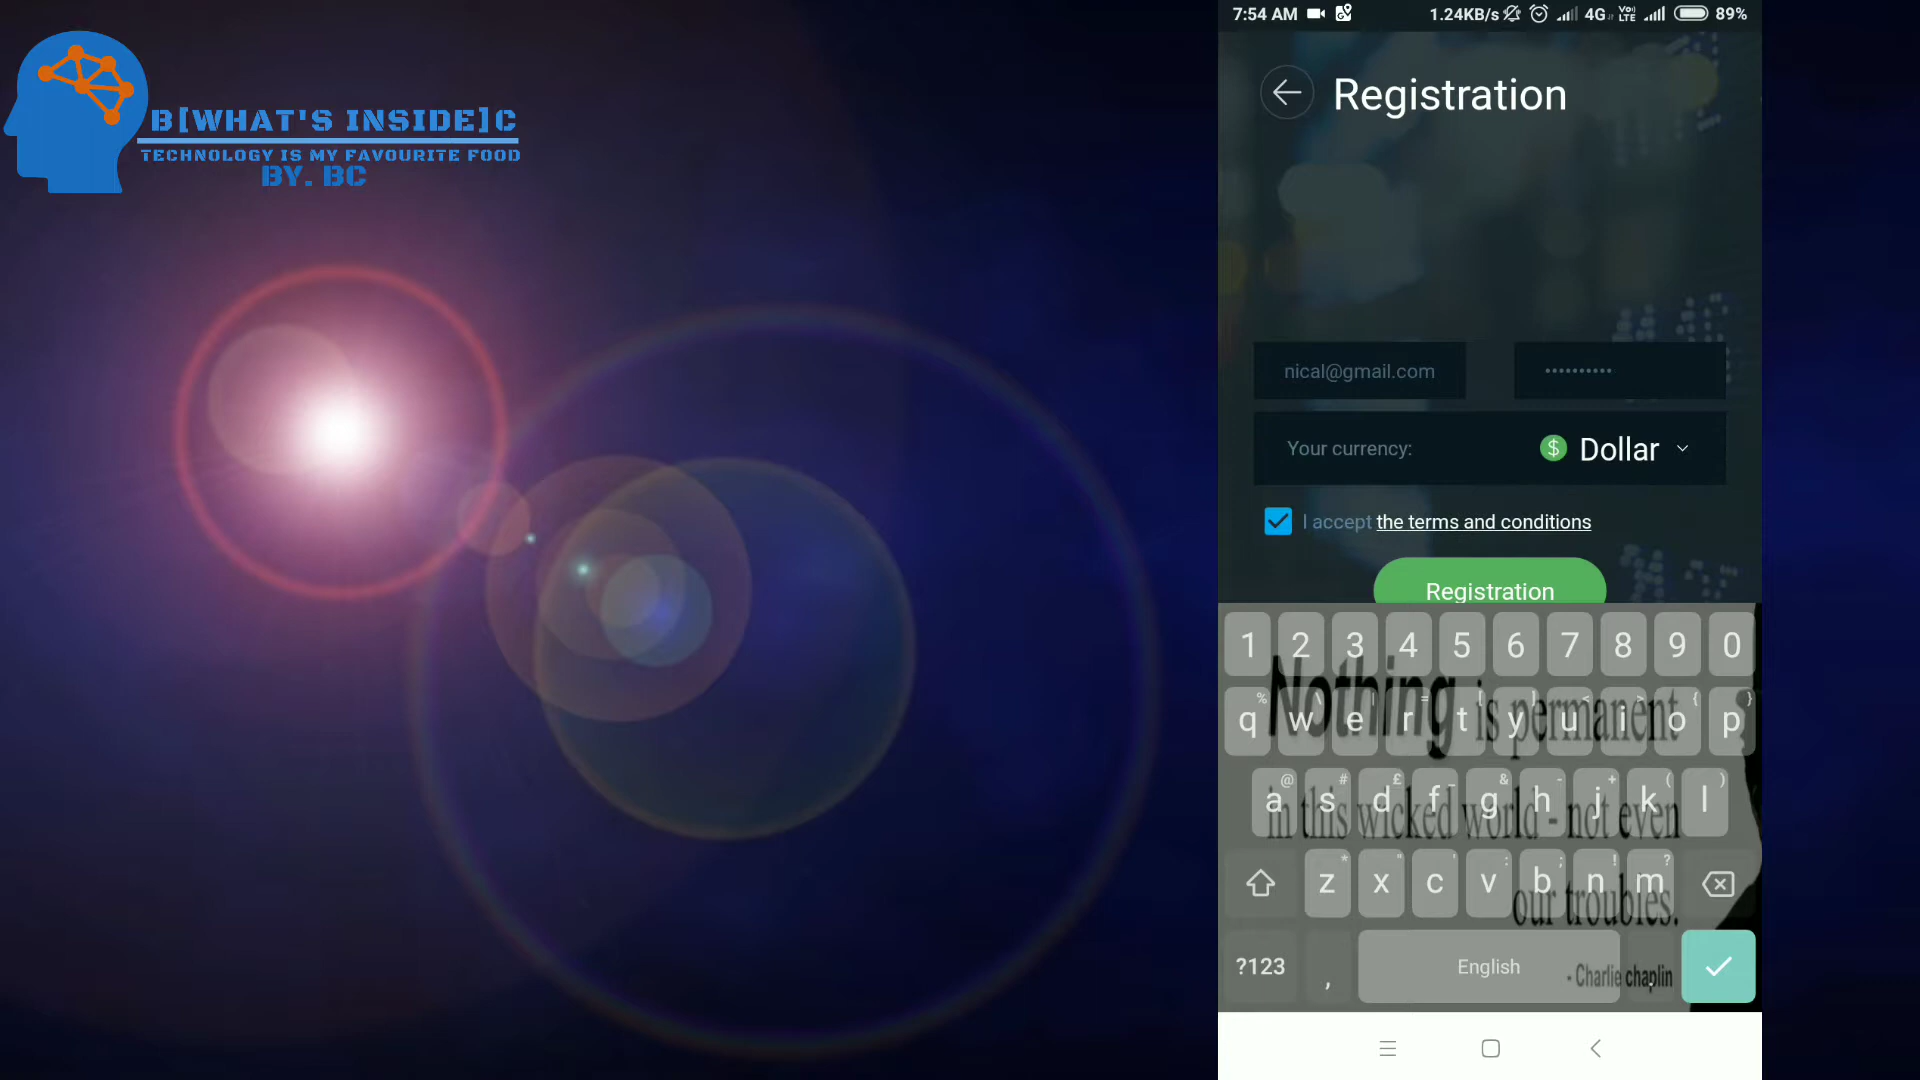 B[WHAT'S INSIDE]C
TECHNOLOGY IS MY FAVOURITE FOOD
BY. BC
7:54 AM 1.24KB/s 4G Vo) LTE 89%
Registration
nical@gmail.com ••••••••••
Your currency: $ Dollar
I accept the terms and conditions
Registration
1 2 3 4 5 6 7 8 9 0
% \ | = [ ] < > { }
q w e r t y u i o p
Nothing is permanent
@ # £ _ & - + ( )
a s d f g h j k l
in this wicked world - not even
* " ' : ; ! ?
z x c v b n m
our troubles.
?123 , English .
- Charlie chaplin